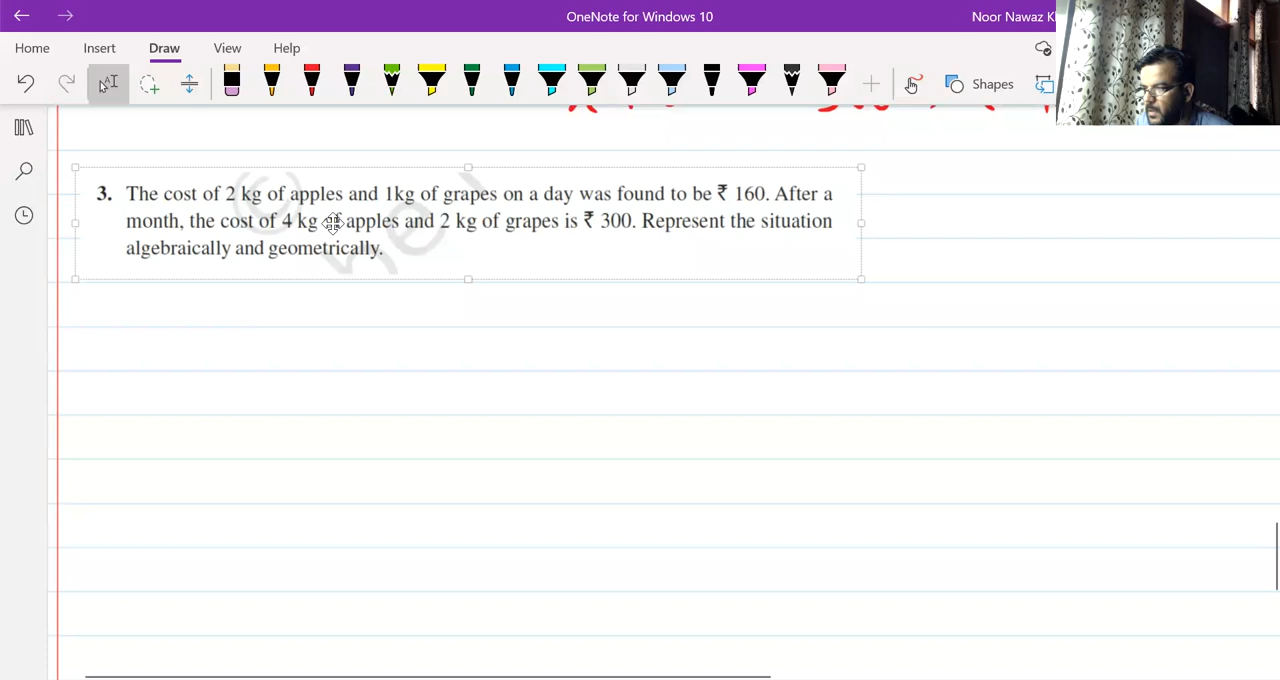 OneNote for Windows 10
Noor Nawaz
Home Insert Draw View Help
Shapes
3. The cost of 2 kg of apples and 1kg of grapes on a day was found to be ₹ 160. After a
month, the cost of 4 kg of apples and 2 kg of grapes is ₹ 300. Represent the situation
algebraically and geometrically.